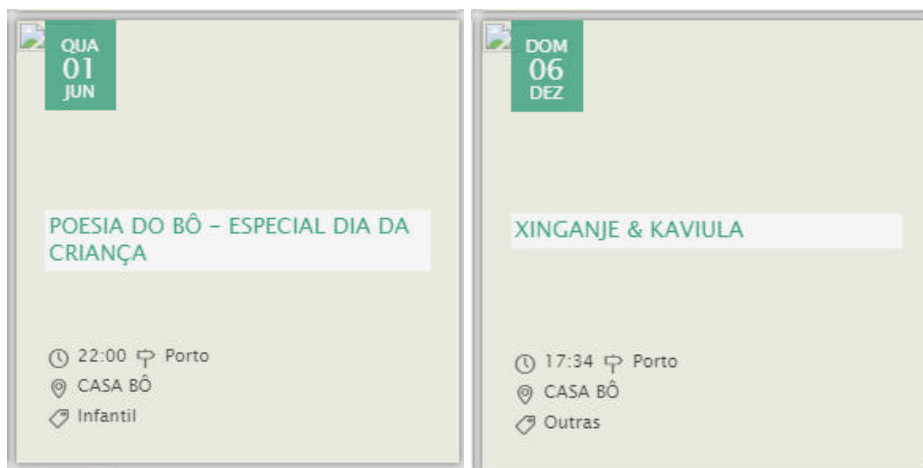 QUA
01
JUN
POESIA DO BÔ – ESPECIAL DIA DA
CRIANÇA
22:00 Porto
CASA BÔ
Infantil
DOM
06
DEZ
XINGANJE & KAVIULA
17:34 Porto
CASA BÔ
Outras